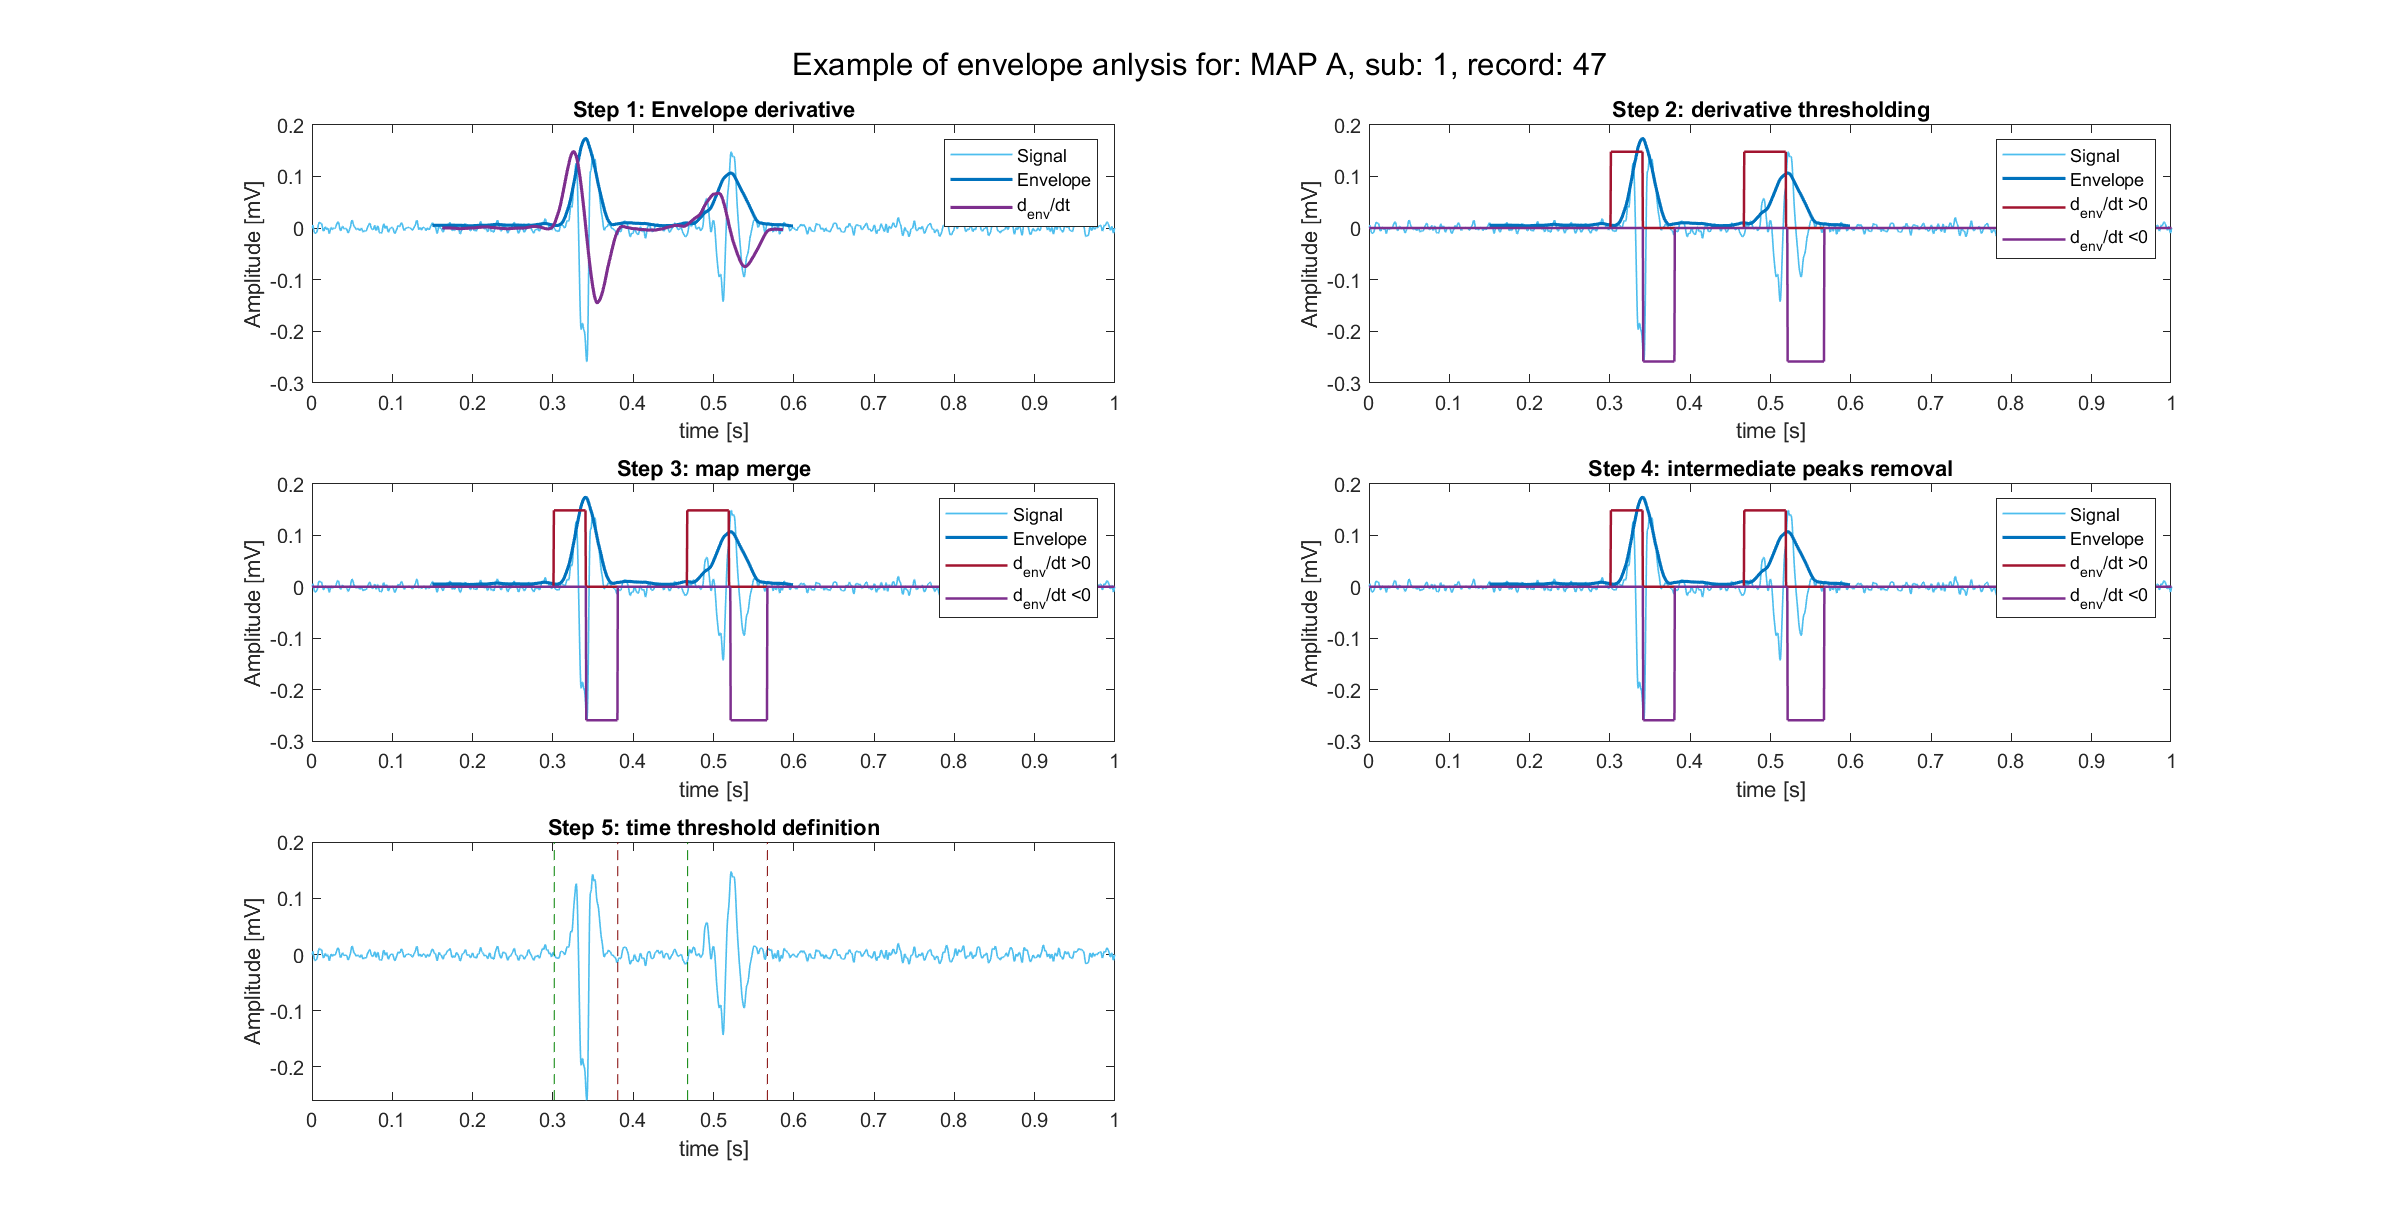 Example of envelope anlysis for: MAP A, sub: 1, record: 47
Step 1: Envelope derivative
0.2
0.1
0
-0.1
-0.2
-0.3
Amplitude [mV]
Signal
Envelope
d_env/dt
0 0.1 0.2 0.3 0.4 0.5 0.6 0.7 0.8 0.9 1
time [s]
Step 2: derivative thresholding
0.2
0.1
0
-0.1
-0.2
-0.3
Amplitude [mV]
Signal
Envelope
d_env/dt >0
d_env/dt <0
0 0.1 0.2 0.3 0.4 0.5 0.6 0.7 0.8 0.9 1
time [s]
Step 3: map merge
0.2
0.1
0
-0.1
-0.2
-0.3
Amplitude [mV]
Signal
Envelope
d_env/dt >0
d_env/dt <0
0 0.1 0.2 0.3 0.4 0.5 0.6 0.7 0.8 0.9 1
time [s]
Step 4: intermediate peaks removal
0.2
0.1
0
-0.1
-0.2
-0.3
Amplitude [mV]
Signal
Envelope
d_env/dt >0
d_env/dt <0
0 0.1 0.2 0.3 0.4 0.5 0.6 0.7 0.8 0.9 1
time [s]
Step 5: time threshold definition
0.2
0.1
0
-0.1
-0.2
Amplitude [mV]
0 0.1 0.2 0.3 0.4 0.5 0.6 0.7 0.8 0.9 1
time [s]